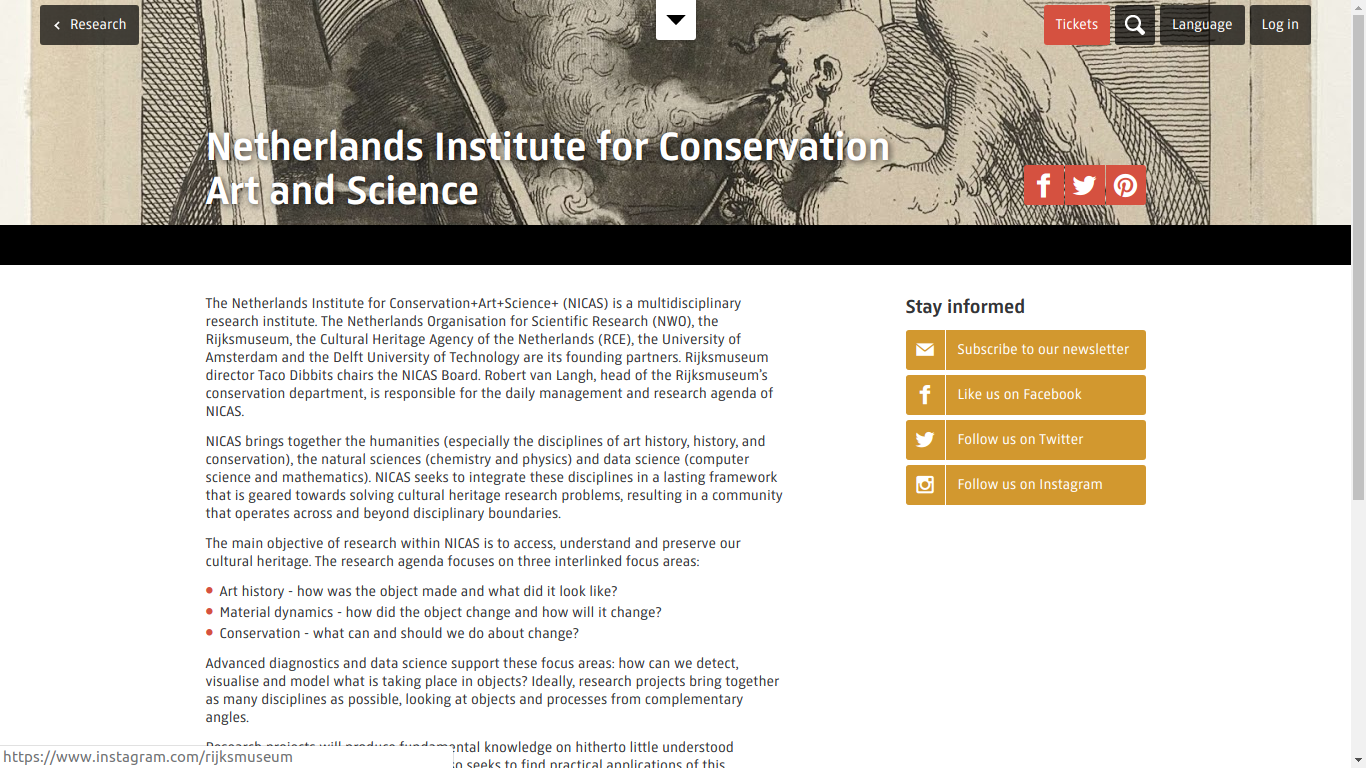 Research
Tickets
Language
Log in
Netherlands Institute for Conservation
Art and Science
The Netherlands Institute for Conservation+Art+Science+ (NICAS) is a multidisciplinary
research institute. The Netherlands Organisation for Scientific Research (NWO), the
Rijksmuseum, the Cultural Heritage Agency of the Netherlands (RCE), the University of
Amsterdam and the Delft University of Technology are its founding partners. Rijksmuseum
director Taco Dibbits chairs the NICAS Board. Robert van Langh, head of the Rijksmuseum’s
conservation department, is responsible for the daily management and research agenda of
NICAS.
NICAS brings together the humanities (especially the disciplines of art history, history, and
conservation), the natural sciences (chemistry and physics) and data science (computer
science and mathematics). NICAS seeks to integrate these disciplines in a lasting framework
that is geared towards solving cultural heritage research problems, resulting in a community
that operates across and beyond disciplinary boundaries.
The main objective of research within NICAS is to access, understand and preserve our
cultural heritage. The research agenda focuses on three interlinked focus areas:
Art history - how was the object made and what did it look like?
Material dynamics - how did the object change and how will it change?
Conservation - what can and should we do about change?
Advanced diagnostics and data science support these focus areas: how can we detect,
visualise and model what is taking place in objects? Ideally, research projects bring together
as many disciplines as possible, looking at objects and processes from complementary
angles.
Research projects will produce fundamental knowledge on hitherto little understood
so seeks to find practical applications of this
Stay informed
Subscribe to our newsletter
Like us on Facebook
Follow us on Twitter
Follow us on Instagram
https://www.instagram.com/rijksmuseum